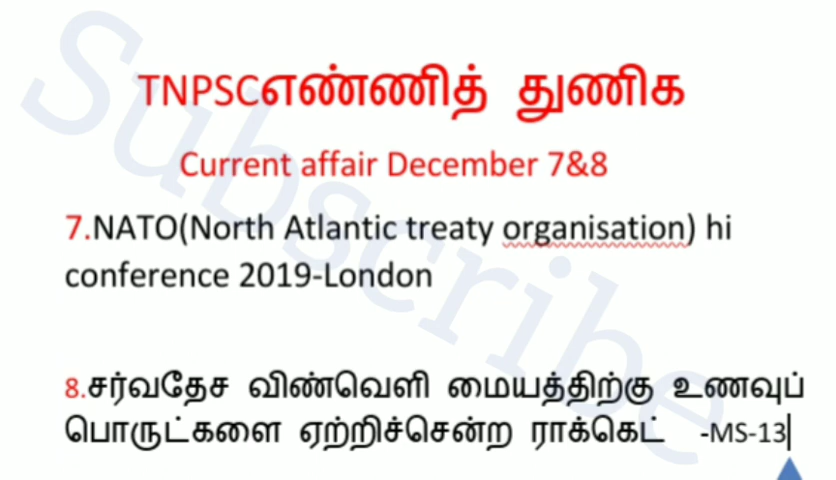 TNPSCஎண்ணித் துணிக
Current affair December 7&8
7.NATO(North Atlantic treaty organisation) hi
conference 2019-London
8.சர்வதேச விண்வெளி மையத்திற்கு உணவுப்
பொருட்களை ஏற்றிச்சென்ற ராக்கெட் -MS-13
Subscribe